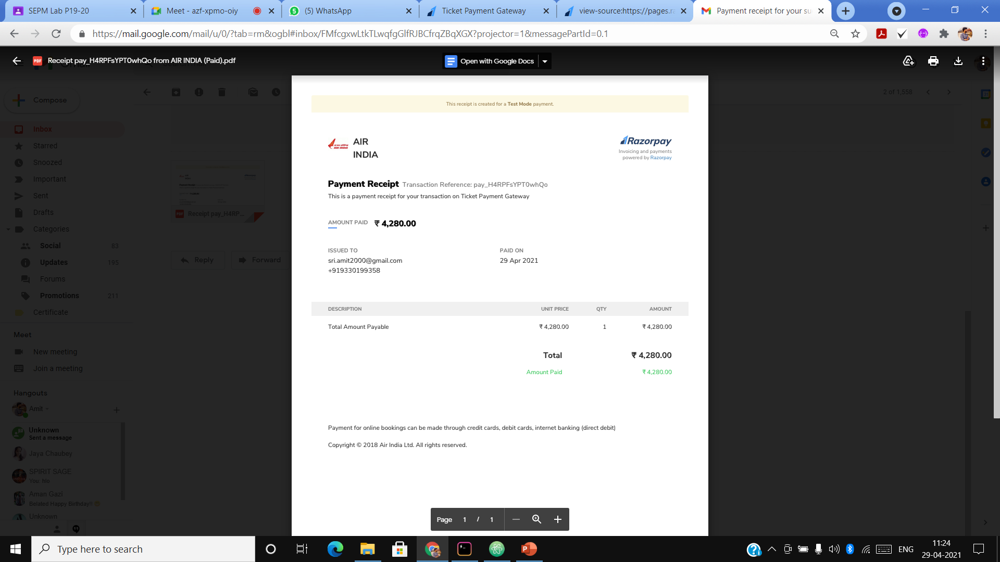 SEPM Lab P19-20
Meet - azf-xpmo-oiy
(5) WhatsApp
Ticket Payment Gateway
view-source:https://pages.ra
Payment receipt for your su
https://mail.google.com/mail/u/0/?tab=rm&ogbl#inbox/FMfcgxwLtkTLwqfgGlfRJBCfrqZBqXGX?projector=1&messagePartId=0.1
PDF
Receipt pay_H4RPFsYPT0whQo from AIR INDIA (Paid).pdf
Open with Google Docs
Compose
2 of 1,558
Inbox
Starred
Snoozed
Important
Sent
Drafts
Categories
Social 83
Updates 195
Forums
Promotions 211
Certificate
Meet
New meeting
Join a meeting
Hangouts
Amit
Unknown
Sent a message
Jaya Chaubey
SPIRIT SAGE
You: hlo
Aman Gazi
Belated Happy Birthday!!
Unknown
PDF Receipt pay_H4RP...
Reply
Forward
This receipt is created for a Test Mode payment.
AIR
INDIA
Razorpay
Invoicing and payments
powered by Razorpay
Payment Receipt Transaction Reference: pay_H4RPFsYPT0whQo
This is a payment receipt for your transaction on Ticket Payment Gateway
AMOUNT PAID ₹ 4,280.00
ISSUED TO PAID ON
sri.amit2000@gmail.com 29 Apr 2021
+919330199358
DESCRIPTION UNIT PRICE QTY AMOUNT
Total Amount Payable ₹ 4,280.00 1 ₹ 4,280.00
Total ₹ 4,280.00
Amount Paid ₹ 4,280.00
Payment for online bookings can be made through credit cards, debit cards, internet banking (direct debit)
Copyright © 2018 Air India Ltd. All rights reserved.
Page 1 / 1
Type here to search
ENG
11:24
29-04-2021